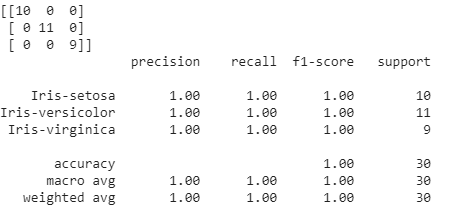 [[10  0  0]
 [ 0 11  0]
 [ 0  0  9]]
                 precision    recall  f1-score   support

    Iris-setosa       1.00      1.00      1.00        10
Iris-versicolor       1.00      1.00      1.00        11
 Iris-virginica       1.00      1.00      1.00         9

       accuracy                           1.00        30
      macro avg       1.00      1.00      1.00        30
   weighted avg       1.00      1.00      1.00        30